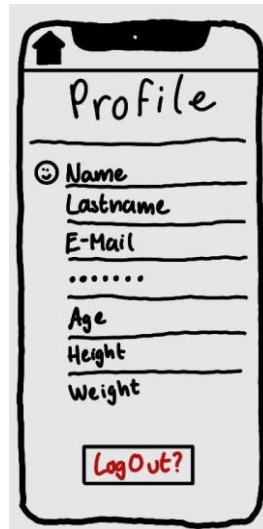 Profile
Name
Lastname
E-Mail
.......
Age
Height
Weight
LogOut?